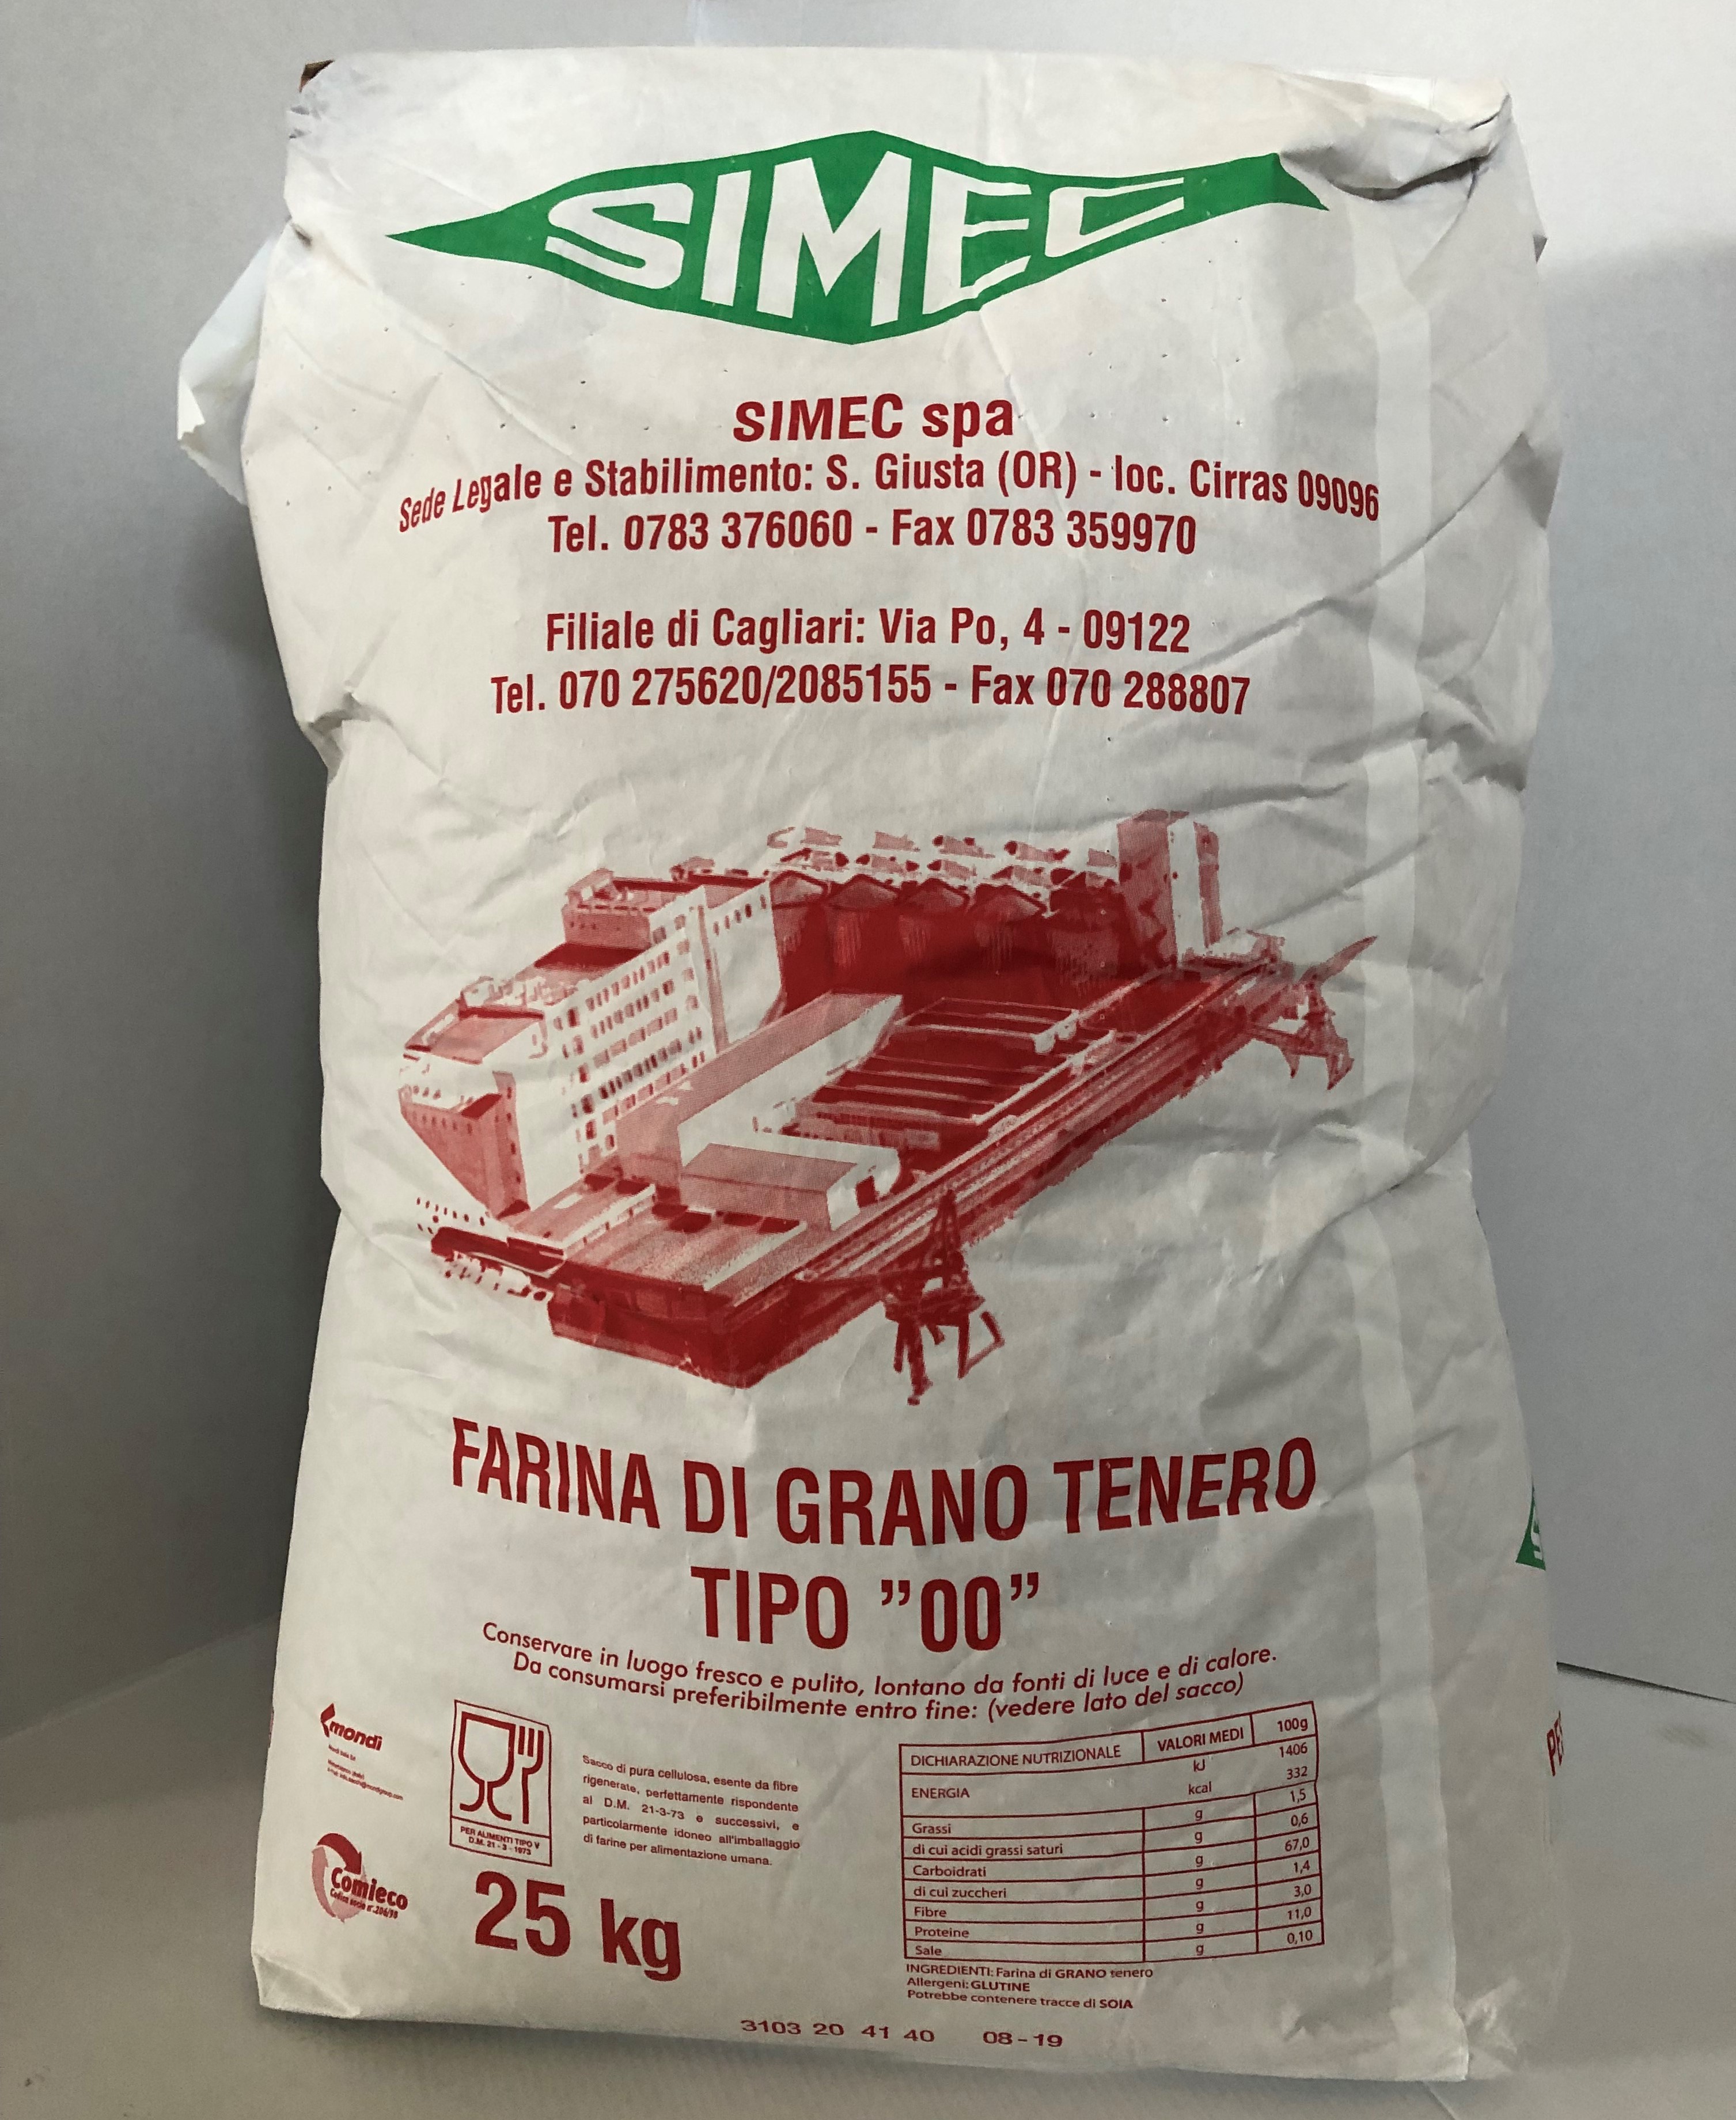 SIMEC
SIMEC spa
Sede Legale e Stabilimento: S. Giusta (OR) - loc. Cirras 09096
Tel. 0783 376060 - Fax 0783 359970
Filiale di Cagliari: Via Po, 4 - 09122
Tel. 070 275620/2085155 - Fax 070 288807
FARINA DI GRANO TENERO
TIPO ”00”
Conservare in luogo fresco e pulito, lontano da fonti di luce e di calore.
Da consumarsi preferibilmente entro fine: (vedere lato del sacco)
mondi
PER ALIMENTI TIPO V
D.M. 21 - 3 - 1973
Sacco di pura cellulosa, esente da fibre
rigenerate, perfettamente rispondente
al D.M. 21-3-73 e successivi, e
particolarmente idoneo all'imballaggio
di farine per alimentazione umana.
Comieco
Codice socio n°.206/98
25 kg
DICHIARAZIONE NUTRIZIONALE VALORI MEDI 100g
ENERGIA kJ 1406
kcal 332
Grassi g 1,5
di cui acidi grassi saturi g 0,6
Carboidrati g 67,0
di cui zuccheri g 1,4
Fibre g 3,0
Proteine g 11,0
Sale g 0,10
INGREDIENTI: Farina di GRANO tenero
Allergeni: GLUTINE
Potrebbe contenere tracce di SOIA
3103 20 41 40 08-19